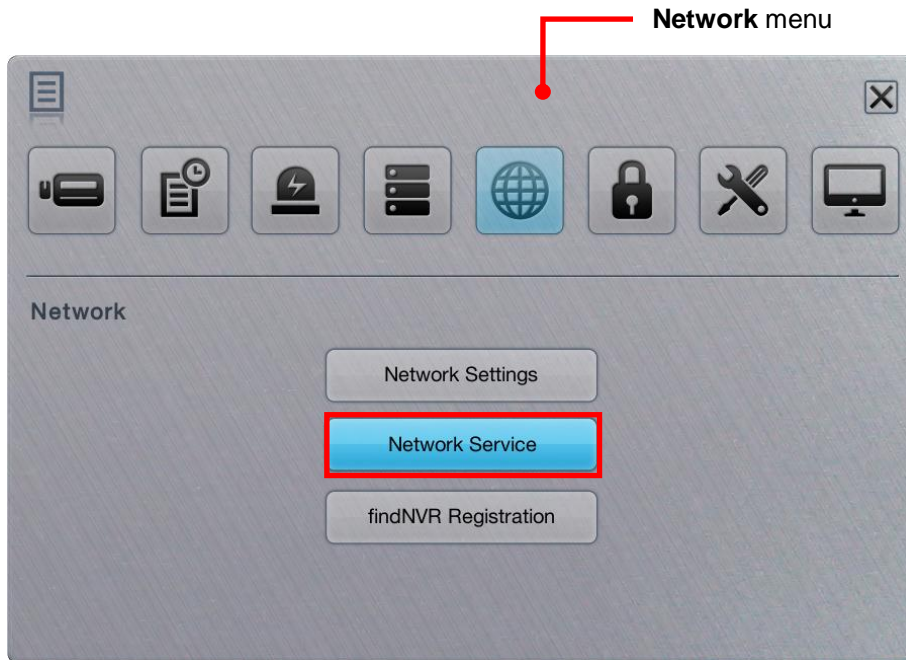 Network menu
Network
Network Settings
Network Service
findNVR Registration